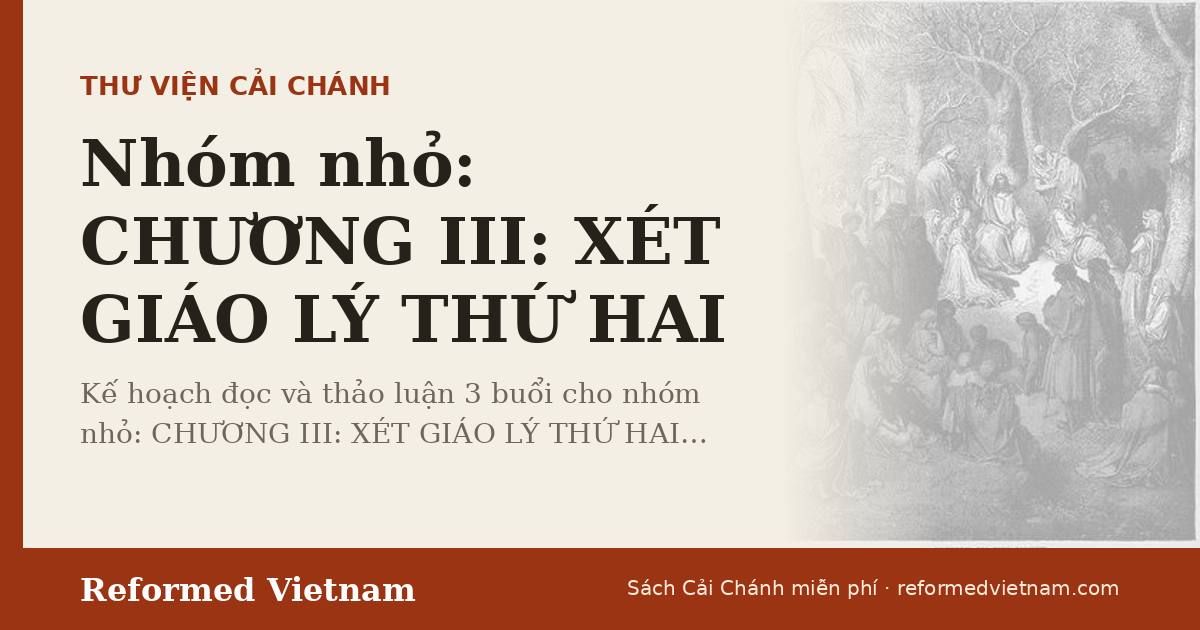 THƯ VIỆN CẢI CHÁNH
Nhóm nhỏ:
CHƯƠNG III: XÉT
GIÁO LÝ THỨ HAI
Kế hoạch đọc và thảo luận 3 buổi cho nhóm
nhỏ: CHƯƠNG III: XÉT GIÁO LÝ THỨ HAI...
Reformed Vietnam
Sách Cải Chánh miễn phí · reformedvietnam.com